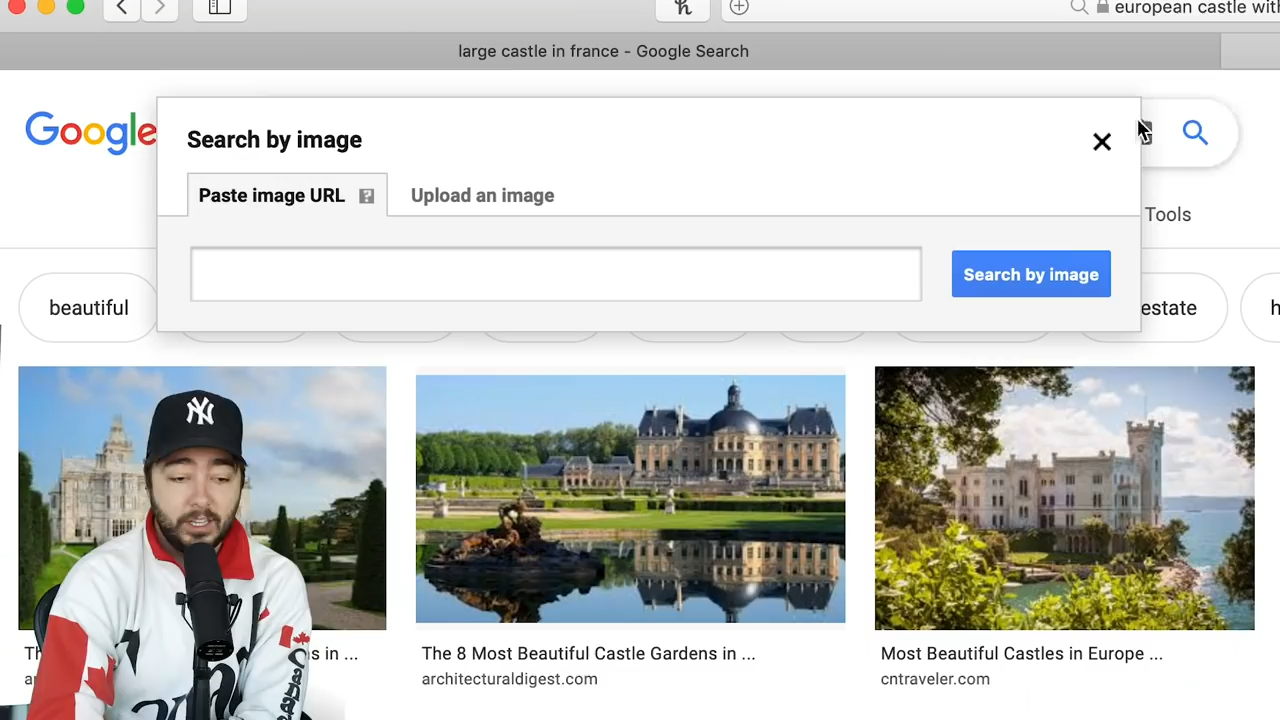 european castle with
large castle in france - Google Search
Google
Search by image
Paste image URL ?
Upload an image
Tools
Search by image
beautiful
estate
The 8 Most Beautiful Castle Gardens in ...
Most Beautiful Castles in Europe ...
s in ...
architecturaldigest.com
cntraveler.com
NY